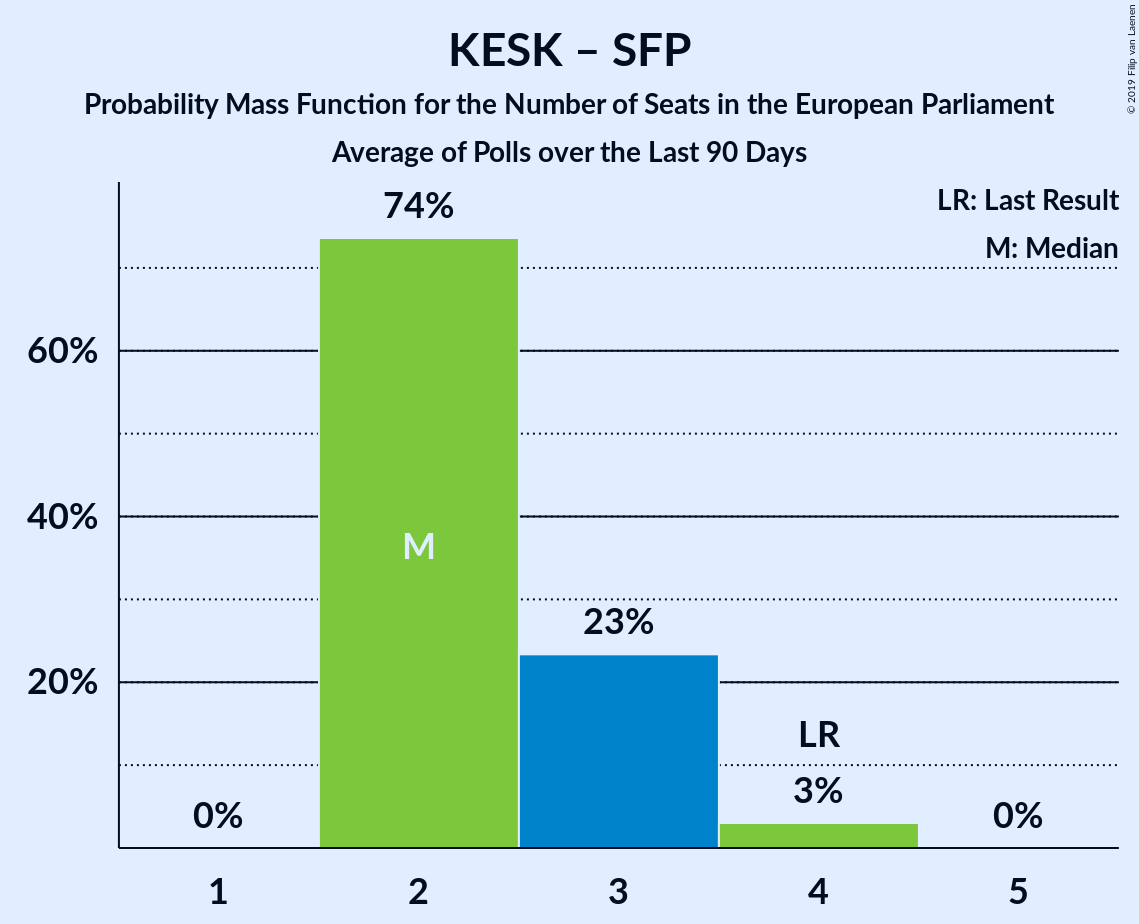 KESK – SFP
Probability Mass Function for the Number of Seats in the European Parliament
Average of Polls over the Last 90 Days
© 2019 Filip van Laenen
LR: Last Result
M: Median
74%
60%
M
40%
23%
20%
LR
3%
0%
0%
1 2 3 4 5